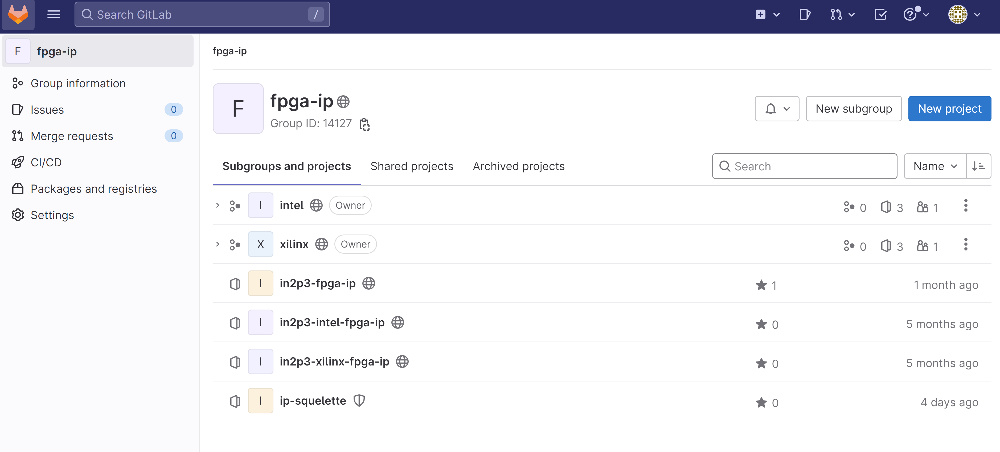 Search GitLab /
F fpga-ip
Group information
Issues 0
Merge requests 0
CI/CD
Packages and registries
Settings
fpga-ip
F
fpga-ip
Group ID: 14127
New subgroup
New project
Subgroups and projects Shared projects Archived projects
Search
Name
I intel Owner 0 3 1
X xilinx Owner 0 3 1
I in2p3-fpga-ip 1 1 month ago
I in2p3-intel-fpga-ip 0 5 months ago
I in2p3-xilinx-fpga-ip 0 5 months ago
I ip-squelette 0 4 days ago